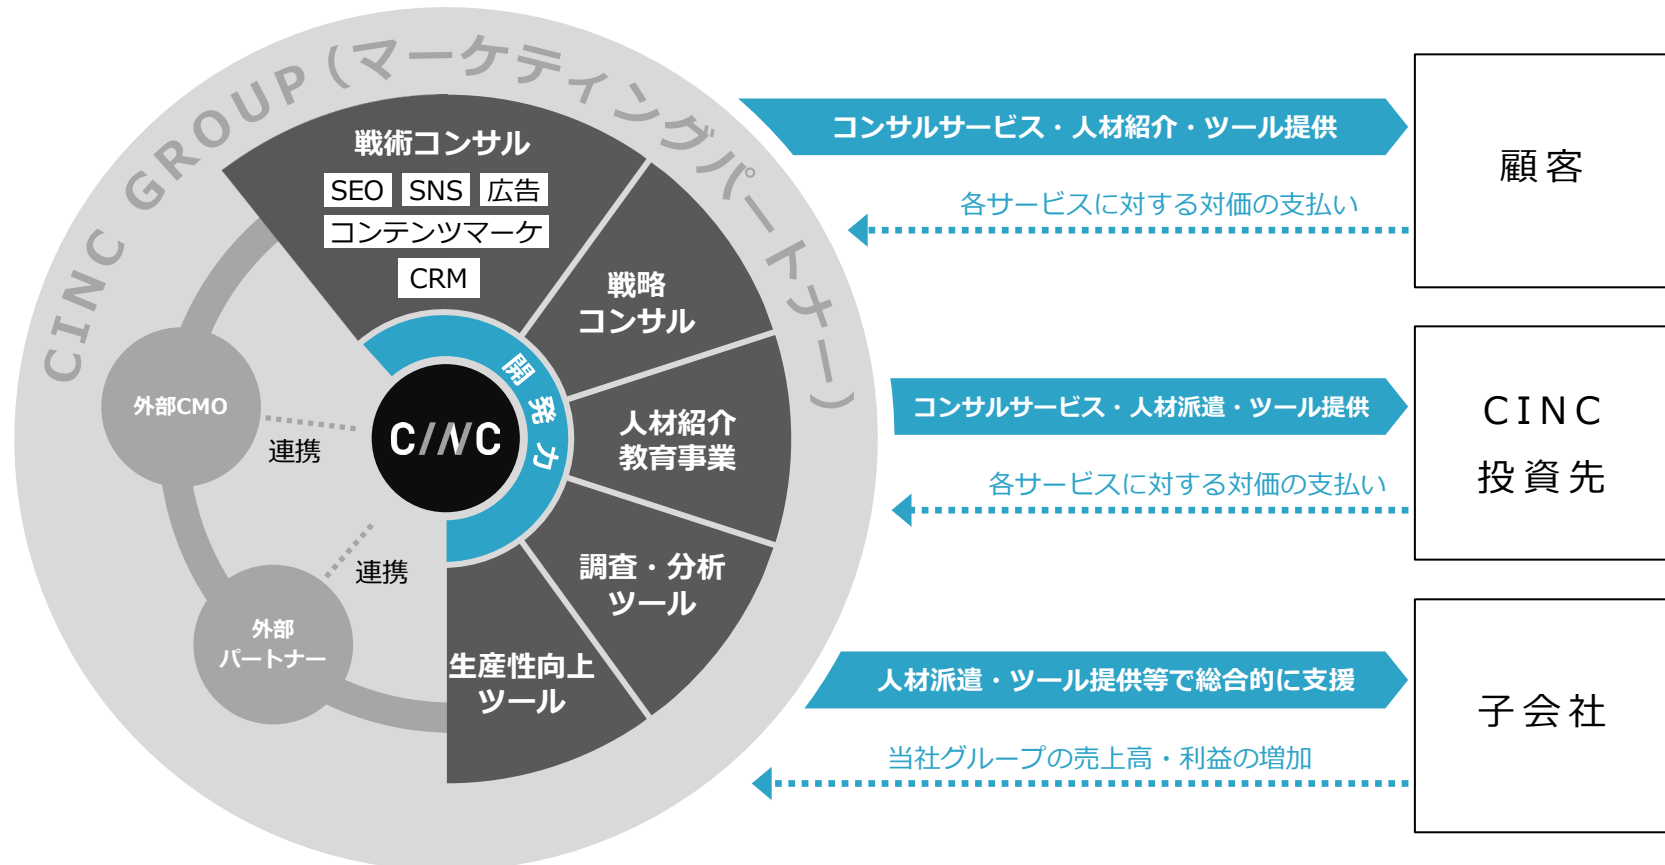 CINC GROUP(マーケティングパートナー)
戦術コンサル
SEO SNS 広告
コンテンツマーケ
CRM
戦略
コンサル
人材紹介
教育事業
調査・分析
ツール
生産性向上
ツール
開発力
CINC
外部CMO
連携
外部
パートナー
連携
コンサルサービス・人材紹介・ツール提供
各サービスに対する対価の支払い
顧客
コンサルサービス・人材派遣・ツール提供
各サービスに対する対価の支払い
CINC
投資先
人材派遣・ツール提供等で総合的に支援
当社グループの売上高・利益の増加
子会社